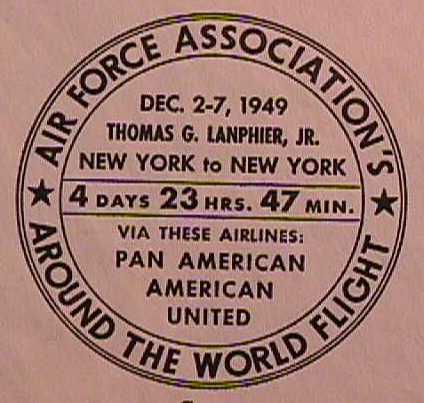 AIR FORCE ASSOCIATION'S
DEC. 2-7, 1949
THOMAS G. LANPHIER, JR.
NEW YORK to NEW YORK
4 DAYS 23 HRS. 47 MIN.
VIA THESE AIRLINES:
PAN AMERICAN
AMERICAN
UNITED
AROUND THE WORLD FLIGHT